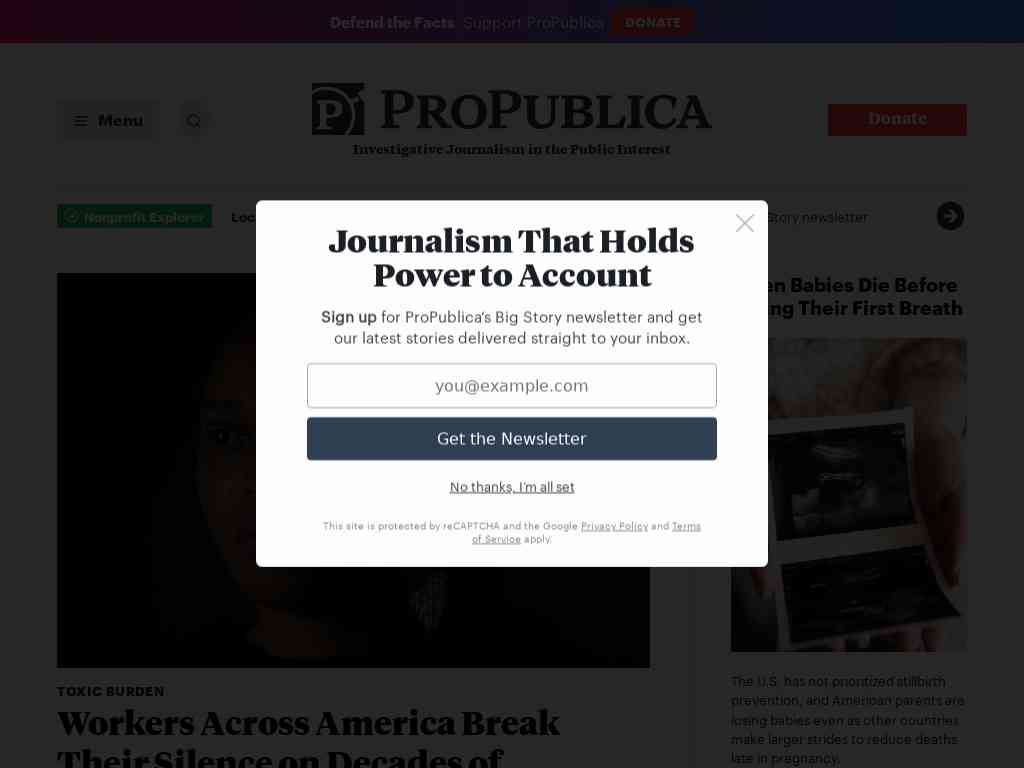 Defend the Facts Support ProPublica DONATE
Menu
PROPUBLICA
Investigative Journalism in the Public Interest
Donate
Nonprofit Explorer
Story newsletter
Journalism That Holds
Power to Account
Sign up for ProPublica's Big Story newsletter and get
our latest stories delivered straight to your inbox.
you@example.com
Get the Newsletter
No thanks, I'm all set
This site is protected by reCAPTCHA and the Google Privacy Policy and Terms
of Service apply.
Babies Die Before
Their First Breath
TOXIC BURDEN
Workers Across America Break
Their Silence on Decades of
The U.S. has not prioritized stillbirth
prevention, and American parents are
losing babies even as other countries
make larger strides to reduce deaths
late in pregnancy.